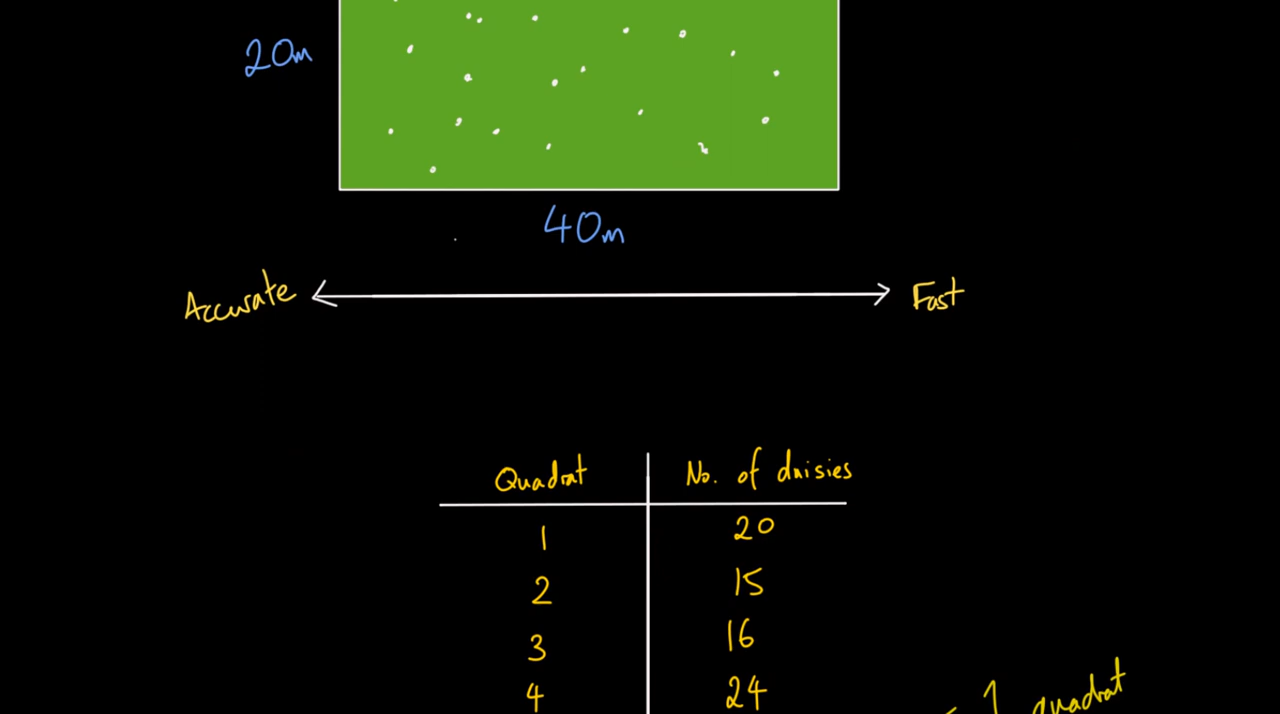 20m
40m
Accurate
Fast
Quadrat No. of daisies
1 20
2 15
3 16
4 24
1 quadrat